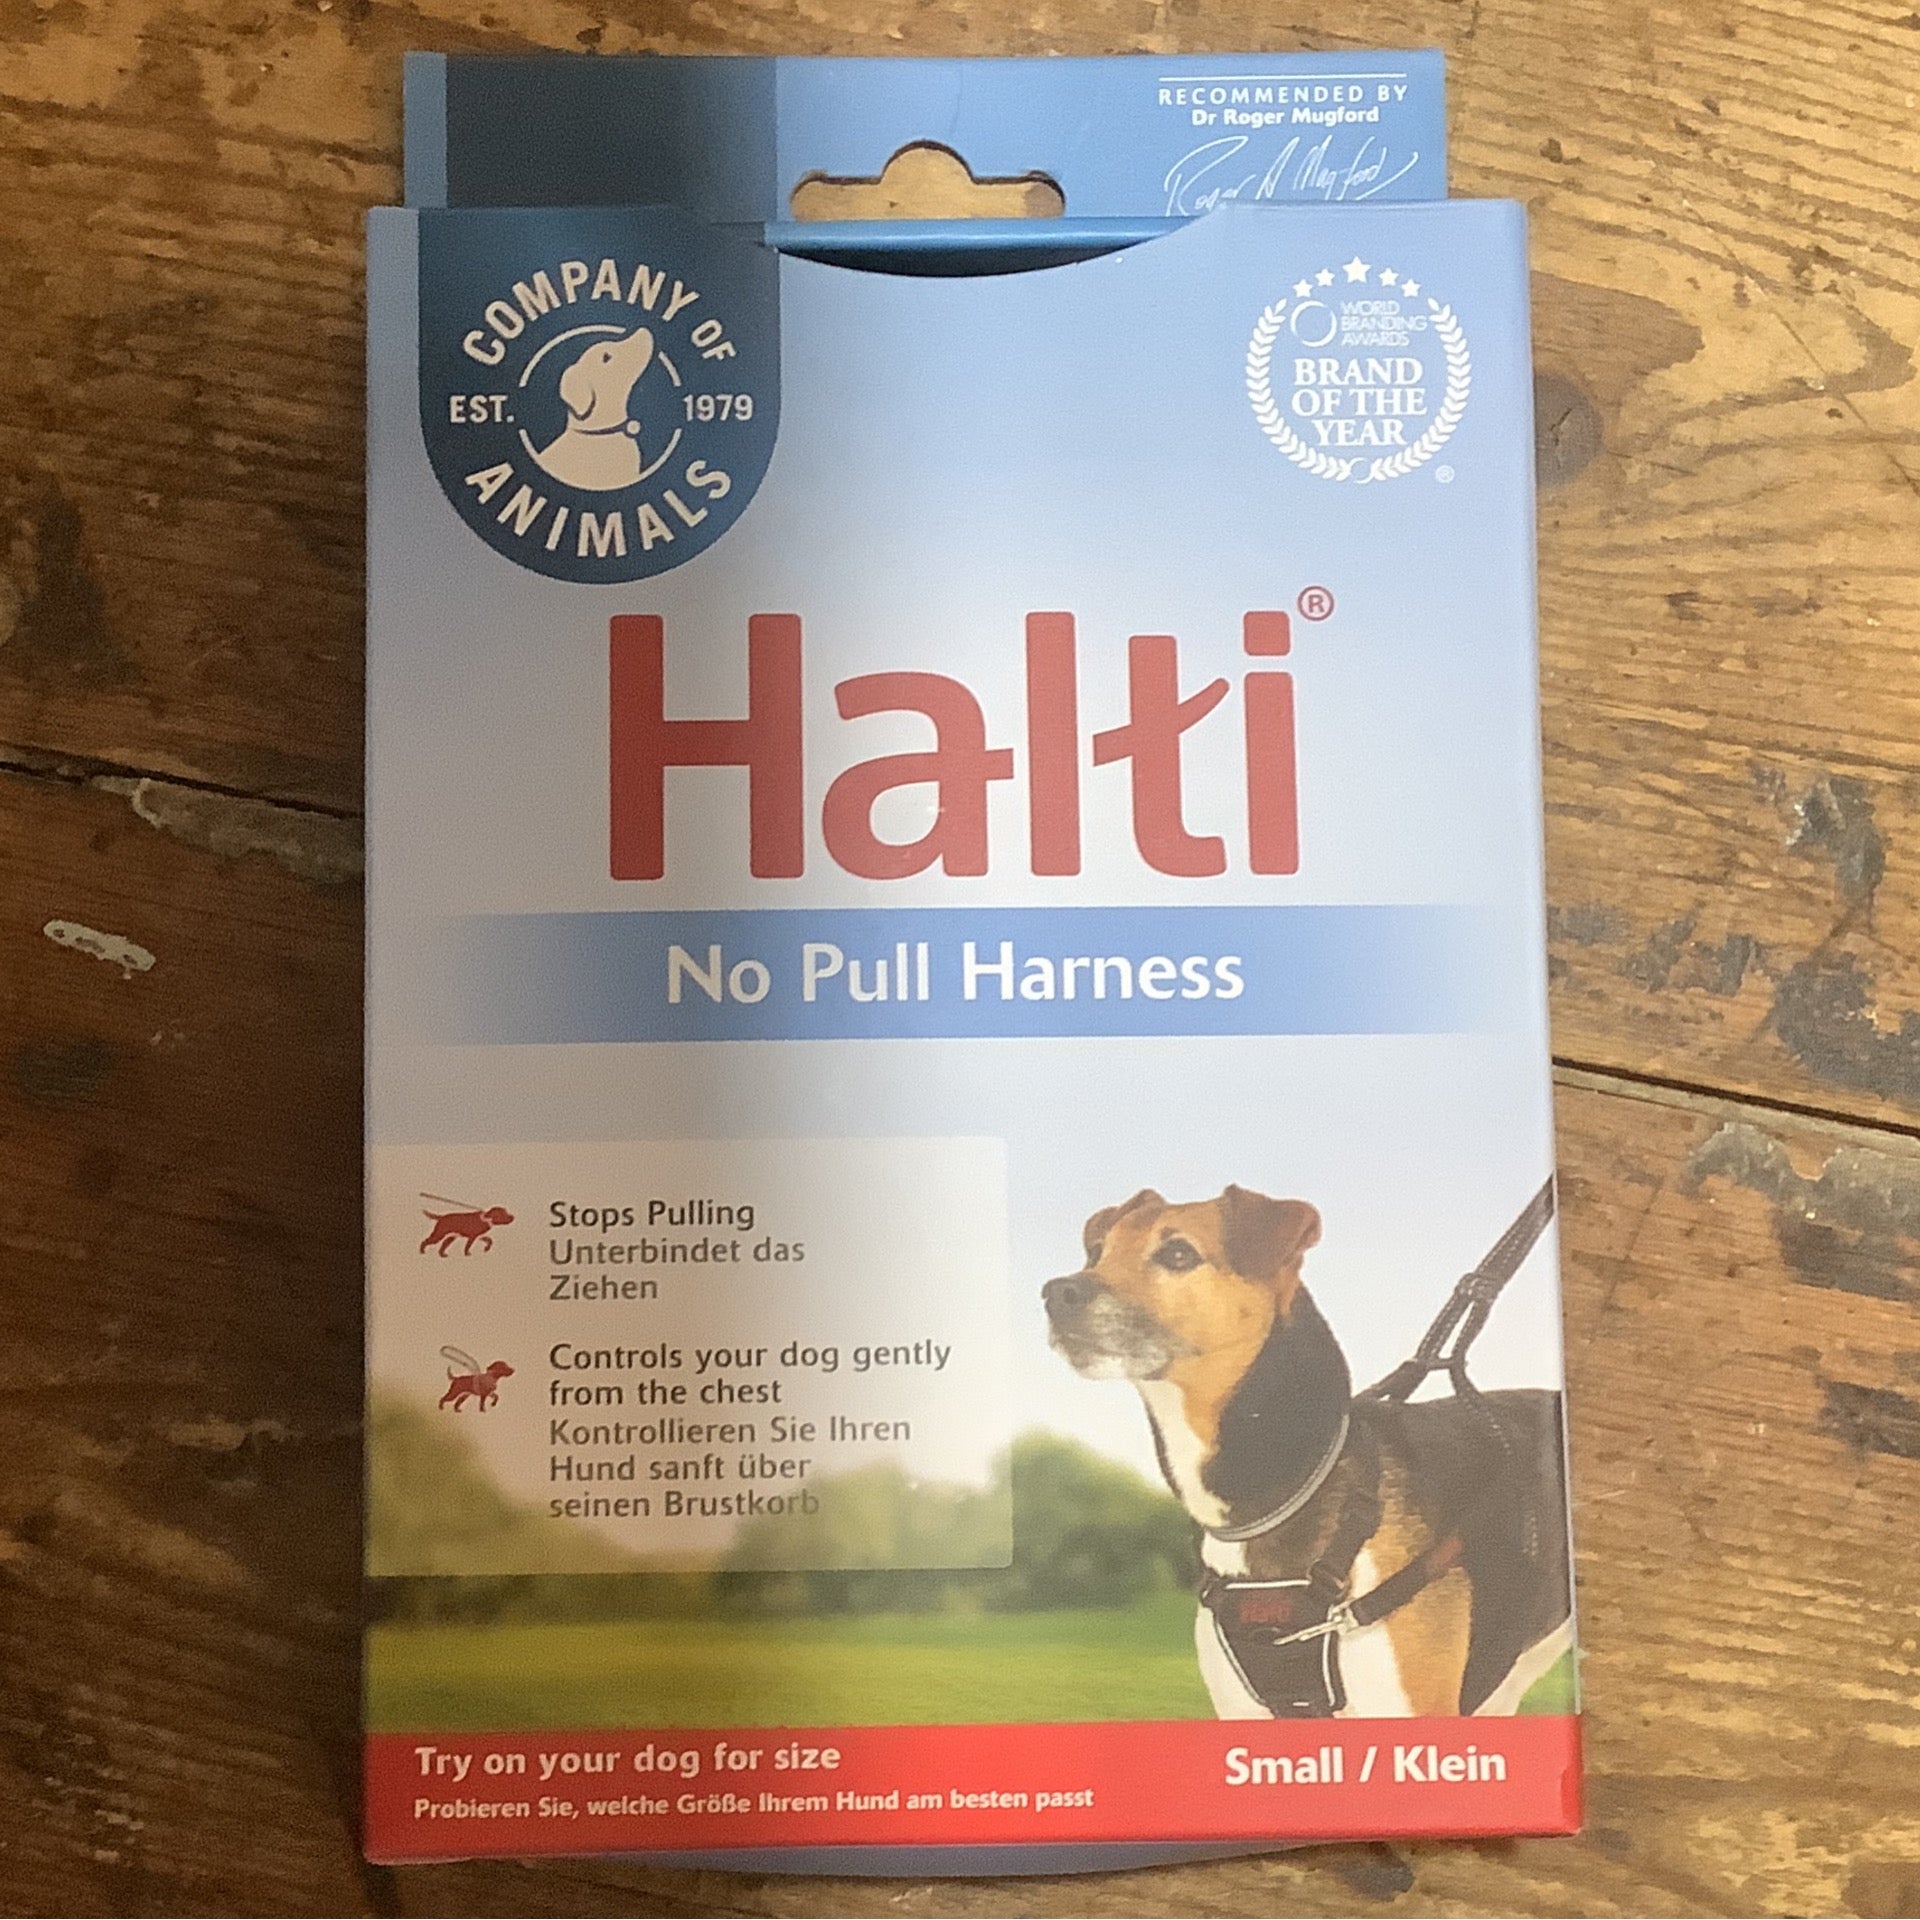 RECOMMENDED BY
Dr Roger Mugford
Roger A Mugford
COMPANY OF
EST. 1979
ANIMALS
WORLD
BRANDING
AWARDS
BRAND
OF THE
YEAR
®
Halti®
No Pull Harness
Stops Pulling
Unterbindet das
Ziehen
Controls your dog gently
from the chest
Kontrollieren Sie Ihren
Hund sanft über
seinen Brustkorb
Halti
Try on your dog for size
Probieren Sie, welche Größe Ihrem Hund am besten passt
Small / Klein